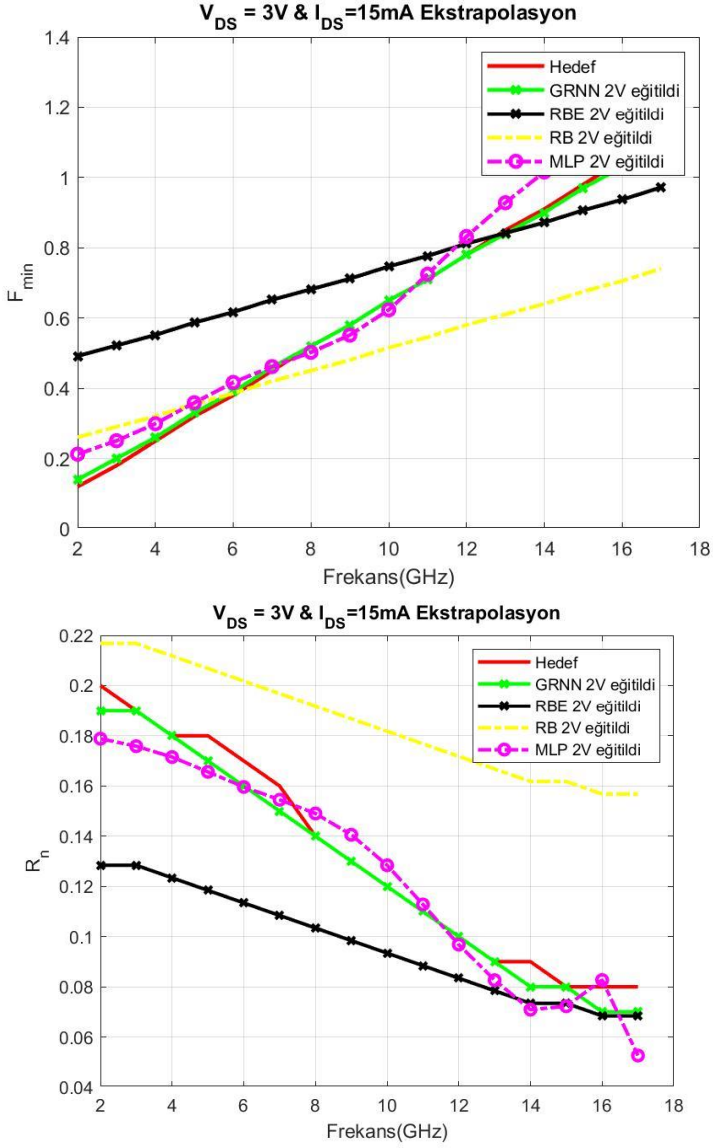 V_DS = 3V & I_DS=15mA Ekstrapolasyon
1.4
1.2
1
0.8
0.6
0.4
0.2
0
F_min
Hedef
GRNN 2V eğitildi
RBE 2V eğitildi
RB 2V eğitildi
MLP 2V eğitildi
2 4 6 8 10 12 14 16 18
Frekans(GHz)
V_DS = 3V & I_DS=15mA Ekstrapolasyon
0.22
0.2
0.18
0.16
0.14
0.12
0.1
0.08
0.06
0.04
R_n
Hedef
GRNN 2V eğitildi
RBE 2V eğitildi
RB 2V eğitildi
MLP 2V eğitildi
2 4 6 8 10 12 14 16 18
Frekans(GHz)